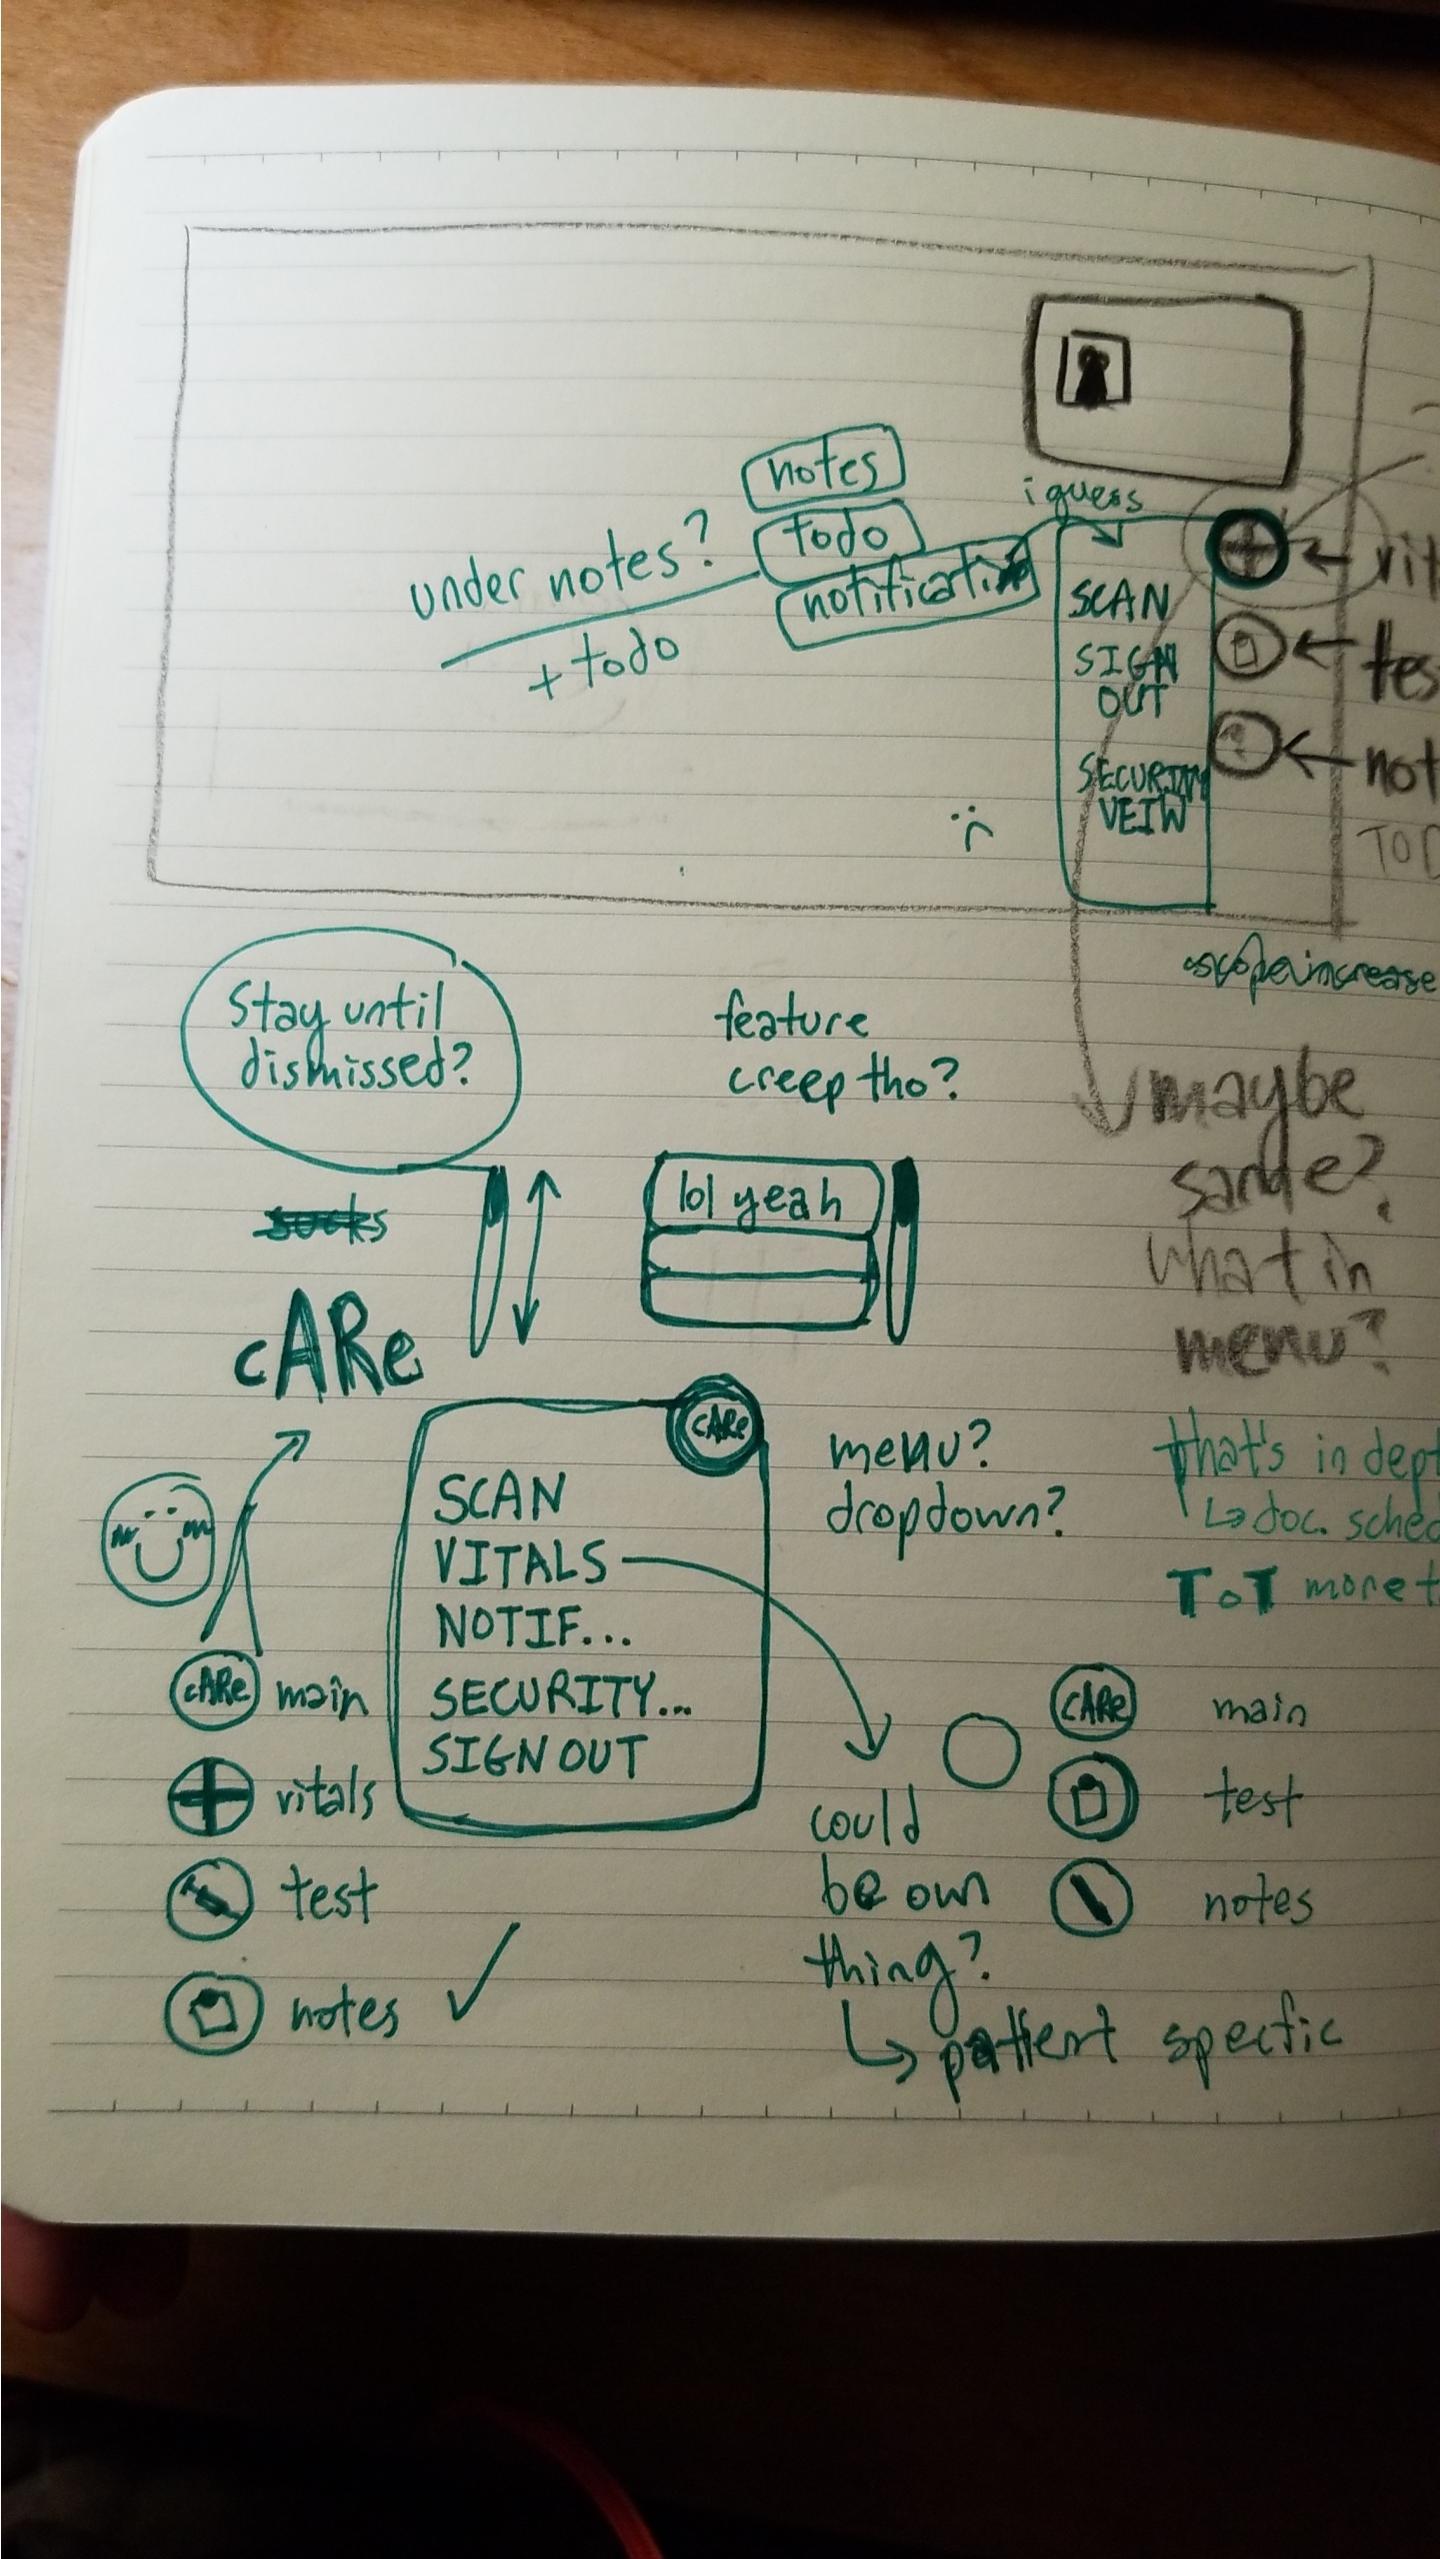 notes
i guess
under notes?
todo
notification
+ todo
SCAN
SIGN
OUT
SECURITY
VEIW
vit
tes
not
TOD
scope increase
Stay until
dismissed?
feature
creep tho?
maybe
same?
what in
menu?
socks
lol yeah
cARe
cARe
menu?
dropdown?
SCAN
VITALS
NOTIF...
SECURITY...
SIGN OUT
that's in dept
↳ doc. sched
ToT more t
cARe main
vitals
test
notes
could
be own
thing?
↳ patient specfic
cARe main
test
notes